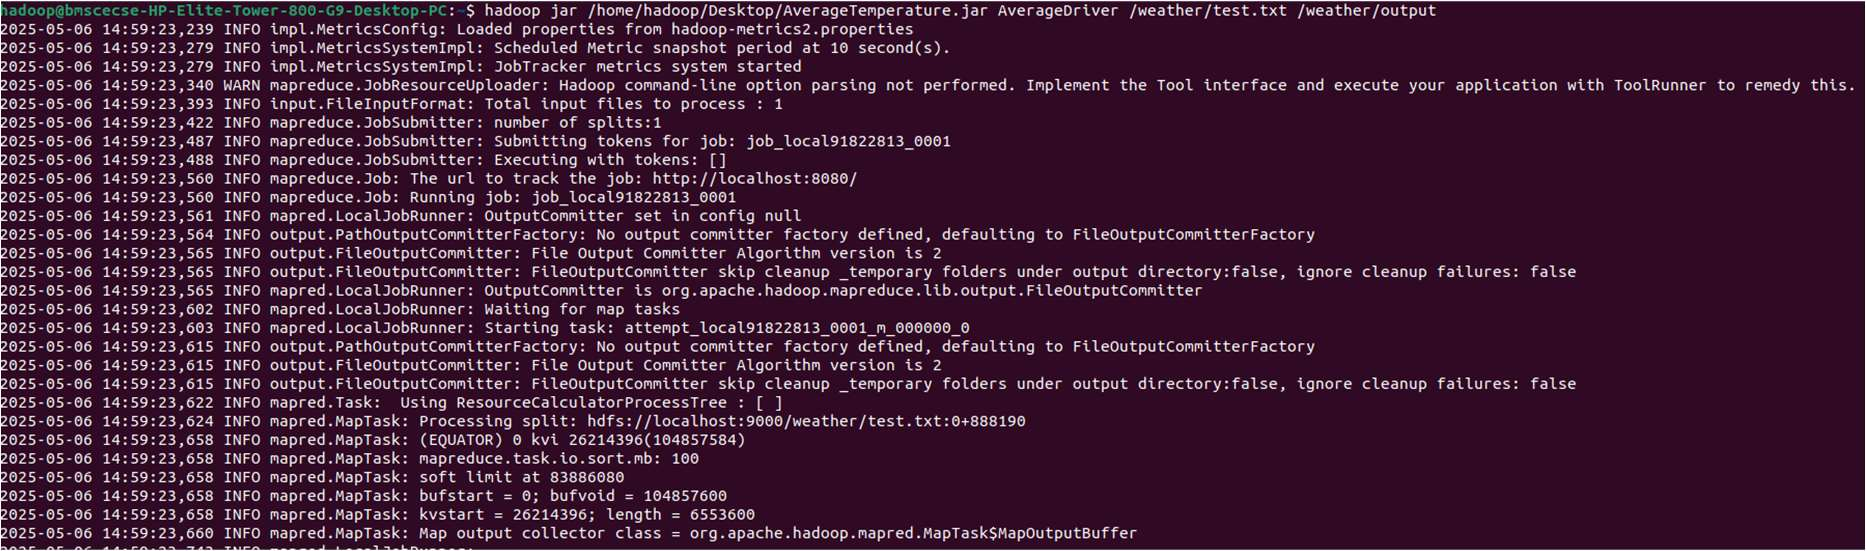 hadoop@bmscecse-HP-Elite-Tower-800-G9-Desktop-PC:~$ hadoop jar /home/hadoop/Desktop/AverageTemperature.jar AverageDriver /weather/test.txt /weather/output
2025-05-06 14:59:23,239 INFO impl.MetricsConfig: Loaded properties from hadoop-metrics2.properties
2025-05-06 14:59:23,279 INFO impl.MetricsSystemImpl: Scheduled Metric snapshot period at 10 second(s).
2025-05-06 14:59:23,279 INFO impl.MetricsSystemImpl: JobTracker metrics system started
2025-05-06 14:59:23,340 WARN mapreduce.JobResourceUploader: Hadoop command-line option parsing not performed. Implement the Tool interface and execute your application with ToolRunner to remedy this.
2025-05-06 14:59:23,393 INFO input.FileInputFormat: Total input files to process : 1
2025-05-06 14:59:23,422 INFO mapreduce.JobSubmitter: number of splits:1
2025-05-06 14:59:23,487 INFO mapreduce.JobSubmitter: Submitting tokens for job: job_local91822813_0001
2025-05-06 14:59:23,488 INFO mapreduce.JobSubmitter: Executing with tokens: []
2025-05-06 14:59:23,560 INFO mapreduce.Job: The url to track the job: http://localhost:8080/
2025-05-06 14:59:23,560 INFO mapreduce.Job: Running job: job_local91822813_0001
2025-05-06 14:59:23,561 INFO mapred.LocalJobRunner: OutputCommitter set in config null
2025-05-06 14:59:23,564 INFO output.PathOutputCommitterFactory: No output committer factory defined, defaulting to FileOutputCommitterFactory
2025-05-06 14:59:23,565 INFO output.FileOutputCommitter: File Output Committer Algorithm version is 2
2025-05-06 14:59:23,565 INFO output.FileOutputCommitter: FileOutputCommitter skip cleanup _temporary folders under output directory:false, ignore cleanup failures: false
2025-05-06 14:59:23,565 INFO mapred.LocalJobRunner: OutputCommitter is org.apache.hadoop.mapreduce.lib.output.FileOutputCommitter
2025-05-06 14:59:23,602 INFO mapred.LocalJobRunner: Waiting for map tasks
2025-05-06 14:59:23,603 INFO mapred.LocalJobRunner: Starting task: attempt_local91822813_0001_m_000000_0
2025-05-06 14:59:23,615 INFO output.PathOutputCommitterFactory: No output committer factory defined, defaulting to FileOutputCommitterFactory
2025-05-06 14:59:23,615 INFO output.FileOutputCommitter: File Output Committer Algorithm version is 2
2025-05-06 14:59:23,615 INFO output.FileOutputCommitter: FileOutputCommitter skip cleanup _temporary folders under output directory:false, ignore cleanup failures: false
2025-05-06 14:59:23,622 INFO mapred.Task:  Using ResourceCalculatorProcessTree : [ ]
2025-05-06 14:59:23,624 INFO mapred.MapTask: Processing split: hdfs://localhost:9000/weather/test.txt:0+888190
2025-05-06 14:59:23,658 INFO mapred.MapTask: (EQUATOR) 0 kvi 26214396(104857584)
2025-05-06 14:59:23,658 INFO mapred.MapTask: mapreduce.task.io.sort.mb: 100
2025-05-06 14:59:23,658 INFO mapred.MapTask: soft limit at 83886080
2025-05-06 14:59:23,658 INFO mapred.MapTask: bufstart = 0; bufvoid = 104857600
2025-05-06 14:59:23,658 INFO mapred.MapTask: kvstart = 26214396; length = 6553600
2025-05-06 14:59:23,660 INFO mapred.MapTask: Map output collector class = org.apache.hadoop.mapred.MapTask$MapOutputBuffer